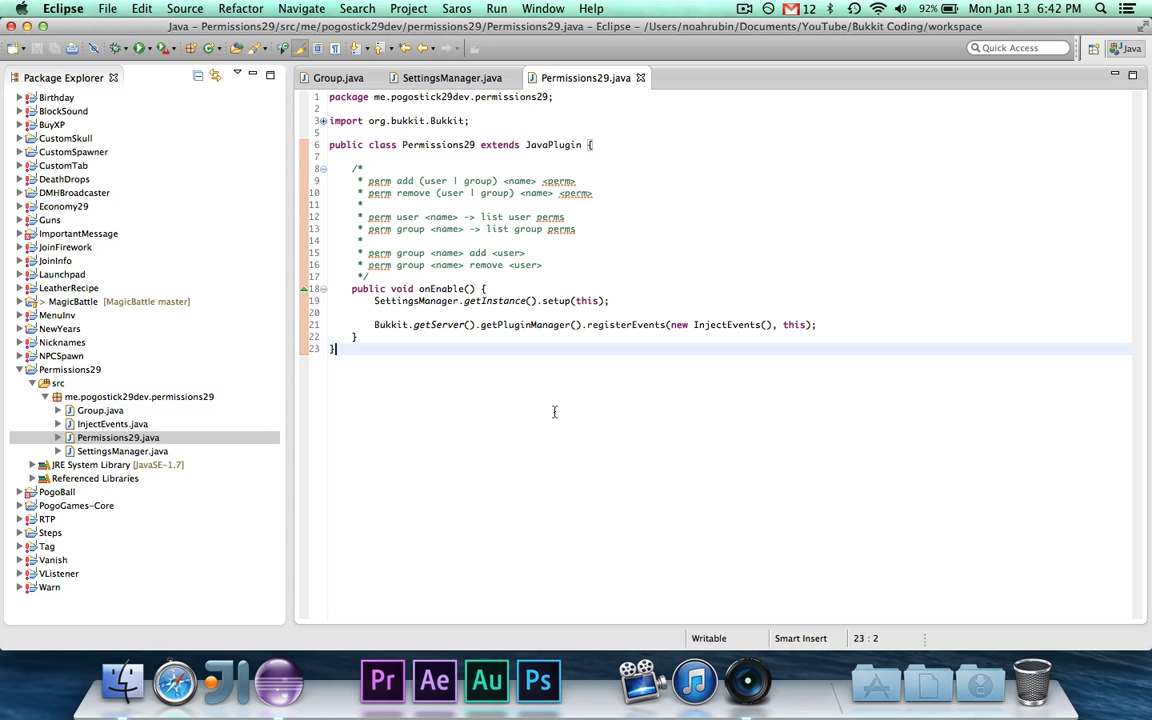 Eclipse File Edit Source Refactor Navigate Search Project Saros Run Window Help 12 92% Mon Jan 13 6:42 PM
Java – Permissions29/src/me/pogostick29dev/permissions29/Permissions29.java – Eclipse – /Users/noahrubin/Documents/YouTube/Bukkit Coding/workspace
Quick Access Java
Package Explorer
Group.java SettingsManager.java Permissions29.java
Birthday
BlockSound
BuyXP
CustomSkull
CustomSpawner
CustomTab
DeathDrops
DMHBroadcaster
Economy29
Guns
ImportantMessage
JoinFirework
JoinInfo
Launchpad
LeatherRecipe
> MagicBattle [MagicBattle master]
MenuInv
NewYears
Nicknames
NPCSpawn
Permissions29
src
me.pogostick29dev.permissions29
Group.java
InjectEvents.java
Permissions29.java
SettingsManager.java
JRE System Library [JavaSE-1.7]
Referenced Libraries
PogoBall
PogoGames-Core
RTP
Steps
Tag
Vanish
VListener
Warn
1 package me.pogostick29dev.permissions29;
2
3 import org.bukkit.Bukkit;
5
6 public class Permissions29 extends JavaPlugin {
7
8 /*
9 * perm add (user | group) <name> <perm>
10 * perm remove (user | group) <name> <perm>
11 *
12 * perm user <name> -> list user perms
13 * perm group <name> -> list group perms
14 *
15 * perm group <name> add <user>
16 * perm group <name> remove <user>
17 */
18 public void onEnable() {
19 SettingsManager.getInstance().setup(this);
20
21 Bukkit.getServer().getPluginManager().registerEvents(new InjectEvents(), this);
22 }
23 }
Writable Smart Insert 23 : 2
Pr Ae Au Ps